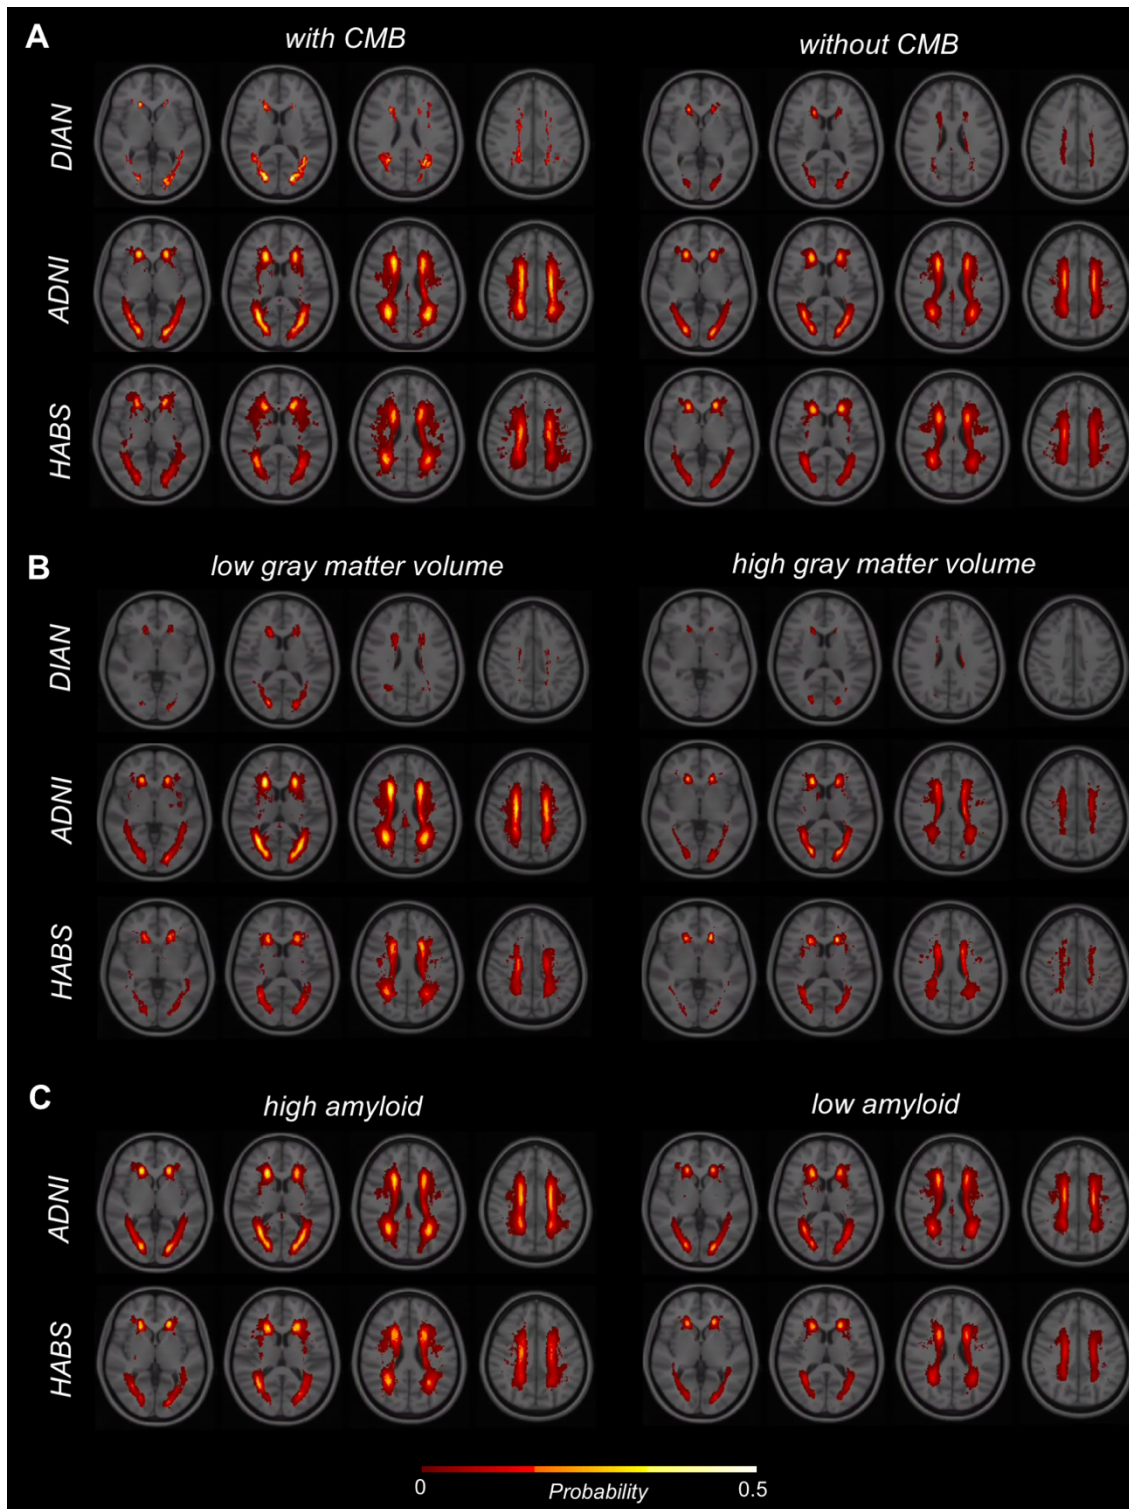 A
with CMB
without CMB
DIAN
ADNI
HABS
B
low gray matter volume
high gray matter volume
DIAN
ADNI
HABS
C
high amyloid
low amyloid
ADNI
HABS
0
Probability
0.5